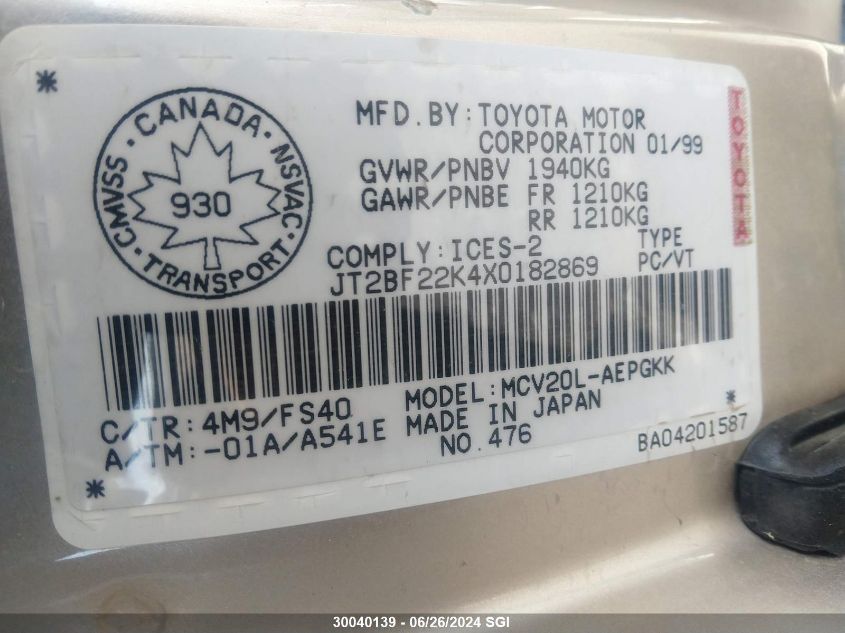 * CANADA · NSVAC · TRANSPORT · CMVSS ·
930
MFD.BY:TOYOTA MOTOR
CORPORATION 01/99
GVWR/PNBV 1940KG
GAWR/PNBE FR 1210KG
RR 1210KG
COMPLY:ICES-2 TYPE
JT2BF22K4X0182869 PC/VT
TOYOTA
C/TR:4M9/FS40 MODEL:MCV20L-AEPGKK *
A/TM:-01A/A541E MADE IN JAPAN
* NO.476 BA04201587
30040139 - 06/26/2024 SGI